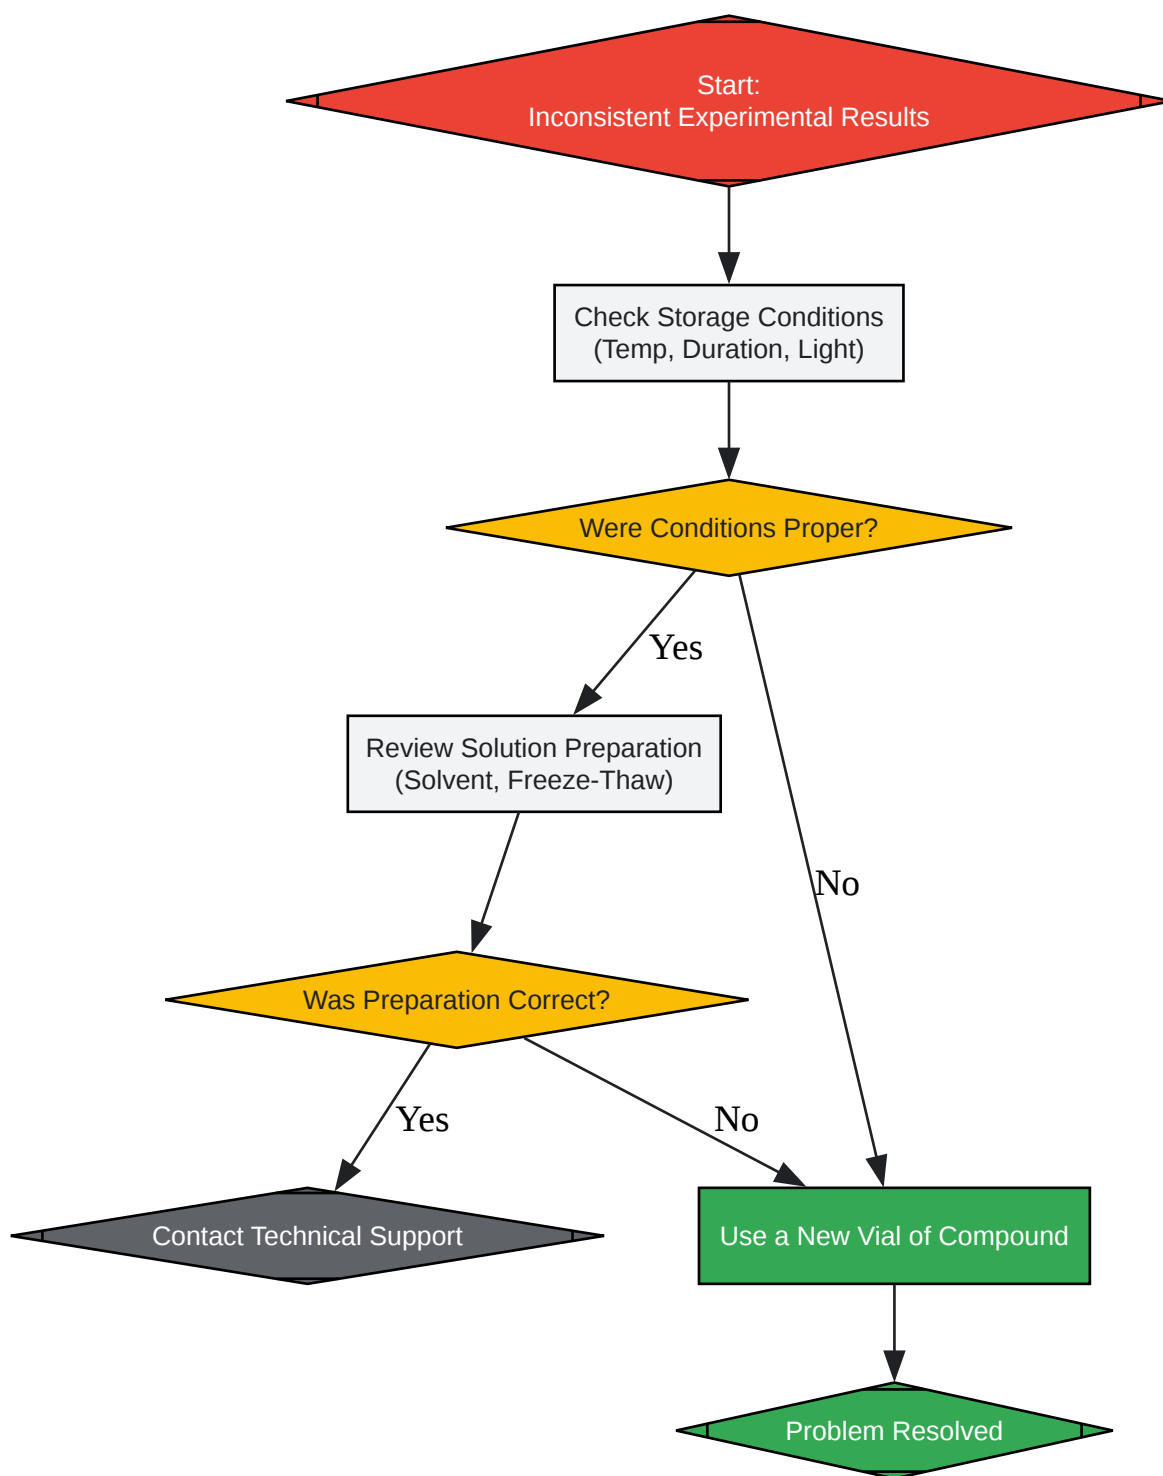 Start:
Inconsistent Experimental Results
Check Storage Conditions
(Temp, Duration, Light)
Were Conditions Proper?
Yes
Review Solution Preparation
(Solvent, Freeze-Thaw)
No
Was Preparation Correct?
Yes
No
Contact Technical Support
Use a New Vial of Compound
Problem Resolved